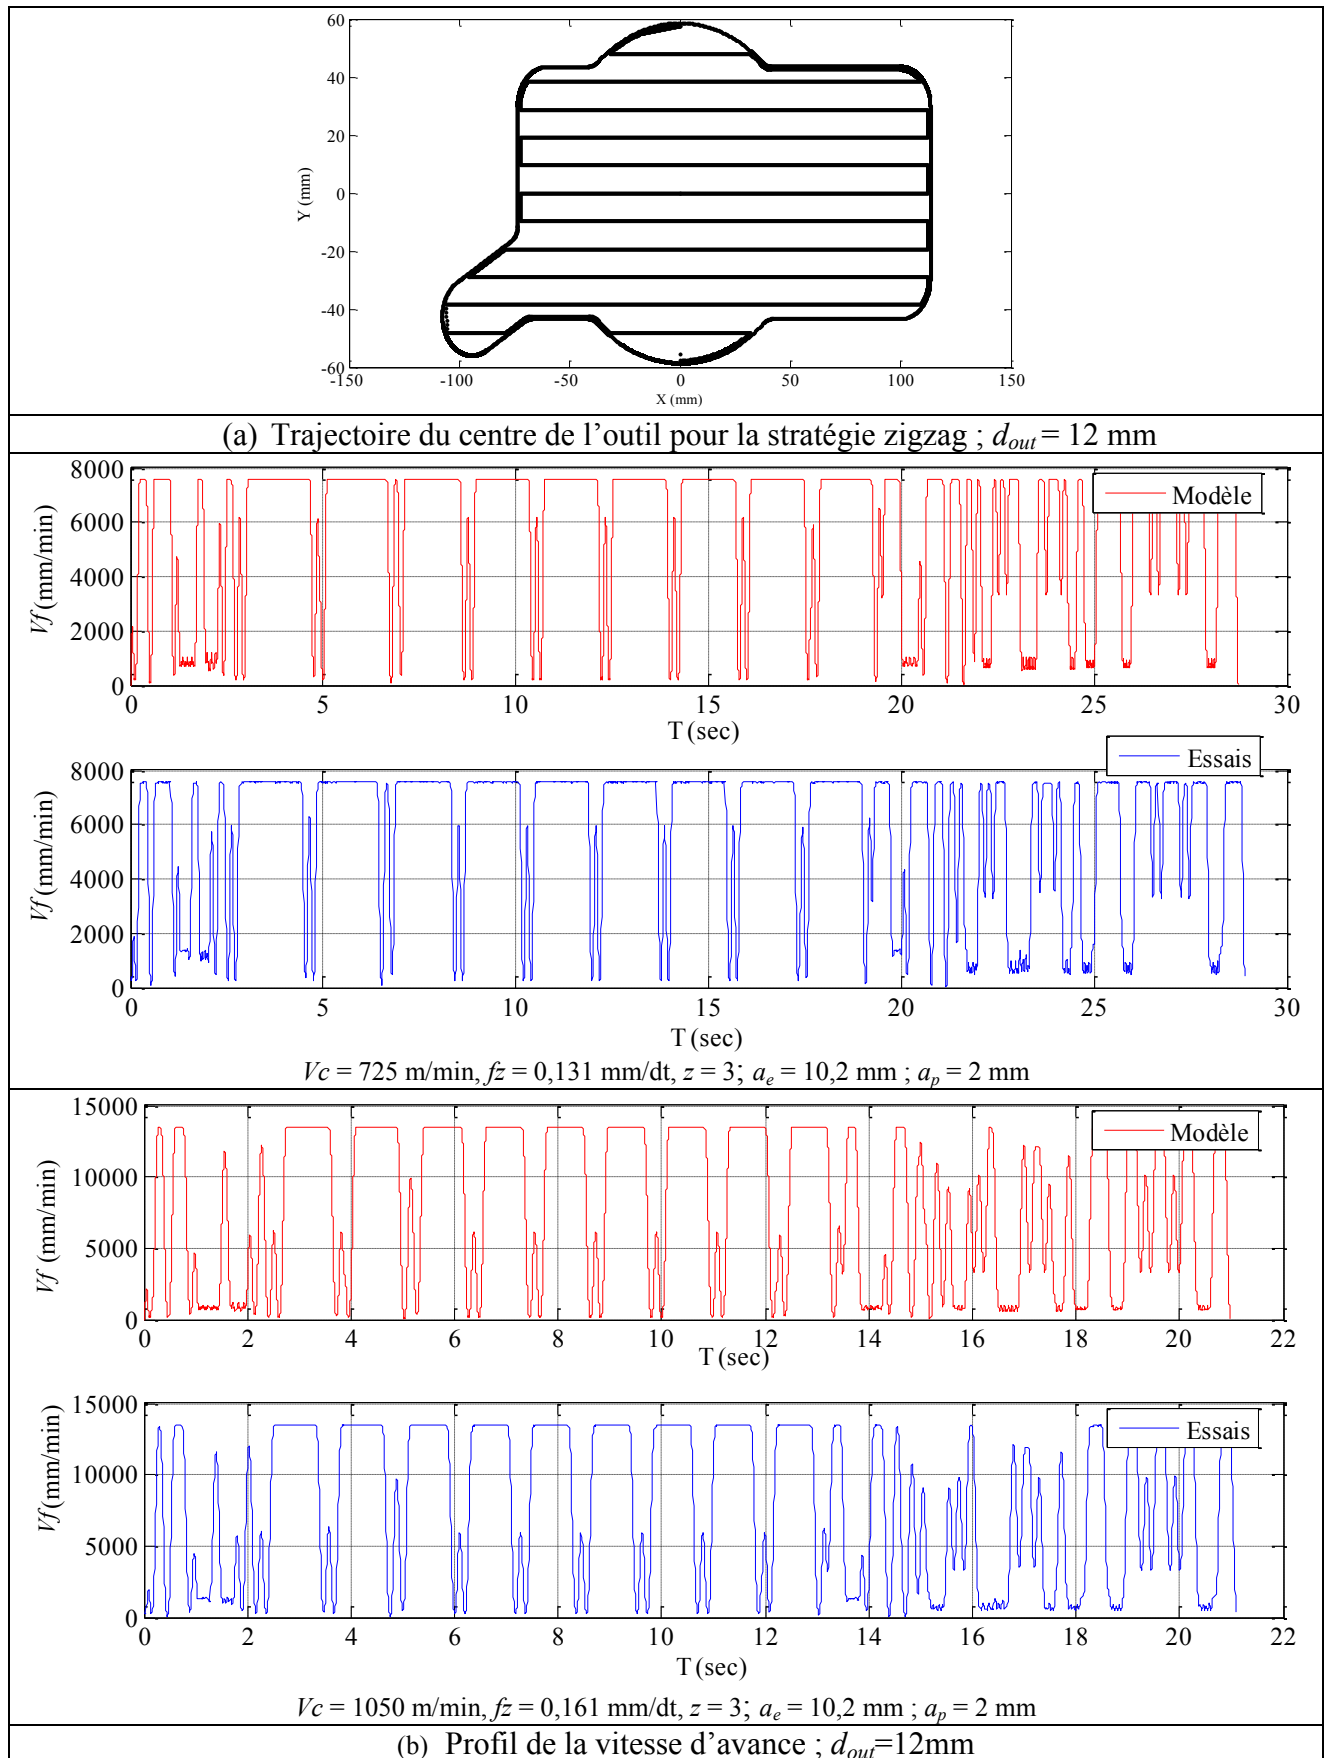 60
40
20
0
-20
-40
-60
Y (mm)
-150 -100 -50 0 50 100 150
X (mm)
(a) Trajectoire du centre de l’outil pour la stratégie zigzag ; dout = 12 mm
8000
6000
4000
2000
0
Vf (mm/min)
Modèle
0 5 10 15 20 25 30
T (sec)
8000
6000
4000
2000
0
Vf (mm/min)
Essais
0 5 10 15 20 25 30
T (sec)
Vc = 725 m/min, fz = 0,131 mm/dt, z = 3; ae = 10,2 mm ; ap = 2 mm
15000
10000
5000
0
Vf (mm/min)
Modèle
0 2 4 6 8 10 12 14 16 18 20 22
T (sec)
15000
10000
5000
0
Vf (mm/min)
Essais
0 2 4 6 8 10 12 14 16 18 20 22
T (sec)
Vc = 1050 m/min, fz = 0,161 mm/dt, z = 3; ae = 10,2 mm ; ap = 2 mm
(b) Profil de la vitesse d’avance ; dout=12mm